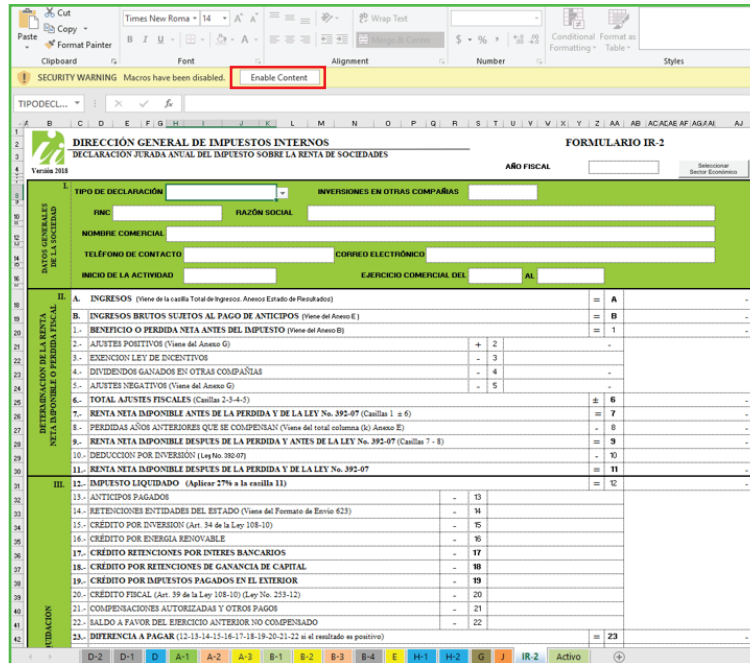 Cut
Copy
Format Painter
Paste
Clipboard
Times New Roma
14
Font
Wrap Text
Merge & Center
Alignment
Number
Conditional Formatting
Format as Table
Styles
SECURITY WARNING Macros have been disabled. Enable Content
TIPODECL...
fx
B C D E F G H I J K L M N O P Q R S T U V W X Y Z AA AB AJ
DIRECCIÓN GENERAL DE IMPUESTOS INTERNOS FORMULARIO IR-2
DECLARACIÓN JURADA ANUAL DEL IMPUESTO SOBRE LA RENTA DE SOCIEDADES
Versión 2018 AÑO FISCAL Seleccionar Sector Económico
I. DATOS GENERALES DE LA SOCIEDAD
TIPO DE DECLARACIÓN INVERSIONES EN OTRAS COMPAÑIAS
RNC RAZÓN SOCIAL
NOMBRE COMERCIAL
TELÉFONO DE CONTACTO CORREO ELECTRÓNICO
INICIO DE LA ACTIVIDAD EJERCICIO COMERCIAL DEL AL
II. DETERMINACIÓN DE LA RENTA NETA IMPONIBLE O PERDIDA FISCAL
A. INGRESOS (Viene de la casilla Total de Ingresos. Anexos Estado de Resultados) = A -
B. INGRESOS BRUTOS SUJETOS AL PAGO DE ANTICIPOS (Viene del Anexo E) = B -
1.- BENEFICIO O PERDIDA NETA ANTES DEL IMPUESTO (Viene del Anexo B) = 1 -
2.- AJUSTES POSITIVOS (Viene del Anexo G) + 2 -
3.- EXENCION LEY DE INCENTIVOS - 3
4.- DIVIDENDOS GANADOS EN OTRAS COMPAÑIAS - 4 -
5.- AJUSTES NEGATIVOS (Viene del Anexo G) - 5 -
6.- TOTAL AJUSTES FISCALES (Casillas 2-3-4-5) ± 6 -
7.- RENTA NETA IMPONIBLE ANTES DE LA PERDIDA Y DE LA LEY No. 392-07 (Casillas 1 ± 6) = 7 -
8.- PERDIDAS AÑOS ANTERIORES QUE SE COMPENSAN (Viene del total columna (k) Anexo E) - 8 -
9.- RENTA NETA IMPONIBLE DESPUES DE LA PERDIDA Y ANTES DE LA LEY No. 392-07 (Casillas 7 - 8) = 9 -
10.- DEDUCCION POR INVERSIÓN (Ley No. 392-07) - 10
11.- RENTA NETA IMPONIBLE DESPUES DE LA PERDIDA Y DE LA LEY No. 392-07 = 11 -
III. 12.- IMPUESTO LIQUIDADO (Aplicar 27% a la casilla 11) = 12 -
13.- ANTICIPOS PAGADOS - 13
14.- RETENCIONES ENTIDADES DEL ESTADO (Viene del Formato de Envío 623) - 14
15.- CRÉDITO POR INVERSION (Art. 34 de la Ley 108-10) - 15
16.- CRÉDITO POR ENERGIA RENOVABLE - 16
17.- CRÉDITO RETENCIONES POR INTERES BANCARIOS - 17
18.- CRÉDITO POR RETENCIONES DE GANANCIA DE CAPITAL - 18
19.- CRÉDITO POR IMPUESTOS PAGADOS EN EL EXTERIOR - 19
20.- CRÉDITO FISCAL (Art. 39 de la Ley 108-10) (Ley No. 253-12) - 20
21.- COMPENSACIONES AUTORIZADAS Y OTROS PAGOS - 21
22.- SALDO A FAVOR DEL EJERCICIO ANTERIOR NO COMPENSADO - 22
23.- DIFERENCIA A PAGAR (12-13-14-15-16-17-18-19-20-21-22 si el resultado es positivo) = 23 -
QUIDACION
D-2 D-1 D A-1 A-2 A-3 B-1 B-2 B-3 B-4 E H-1 H-2 G J IR-2 Activo